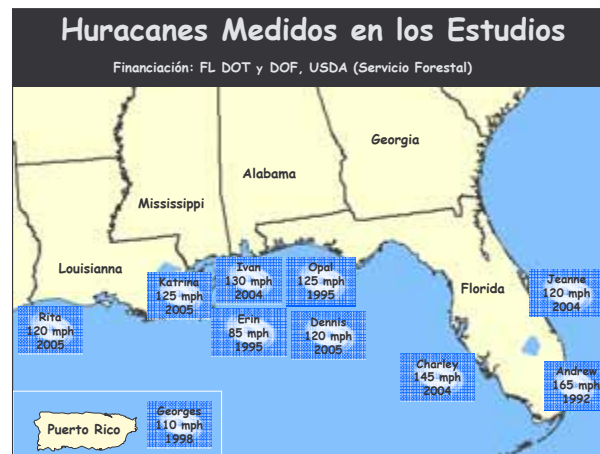 Huracanes Medidos en los Estudios
Financiación: FL DOT y DOF, USDA (Servicio Forestal)
Georgia
Alabama
Mississippi
Louisianna
Florida
Ivan
130 mph
2004
Opal
125 mph
1995
Katrina
125 mph
2005
Jeanne
120 mph
2004
Rita
120 mph
2005
Erin
85 mph
1995
Dennis
120 mph
2005
Charley
145 mph
2004
Andrew
165 mph
1992
Puerto Rico
Georges
110 mph
1998